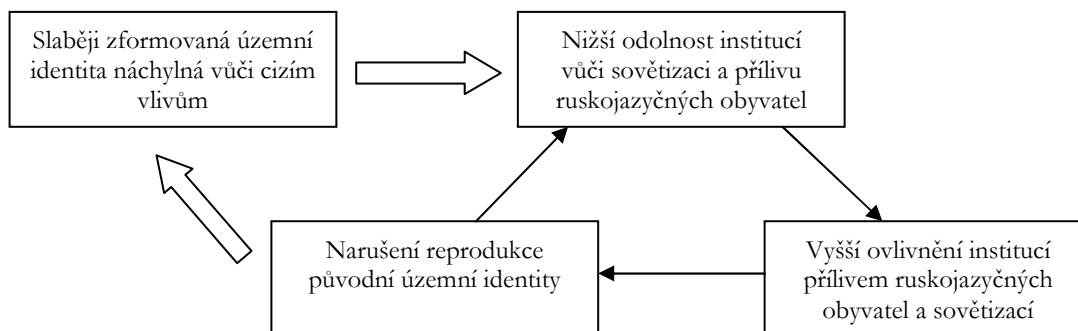 Slaběji zformovaná územní
identita náchylná vůči cizím
vlivům
Nižší odolnost institucí
vůči sovětizaci a přílivu
ruskojazyčných obyvatel
Narušení reprodukce
původní územní identity
Vyšší ovlivnění institucí
přílivem ruskojazyčných
obyvatel a sovětizací